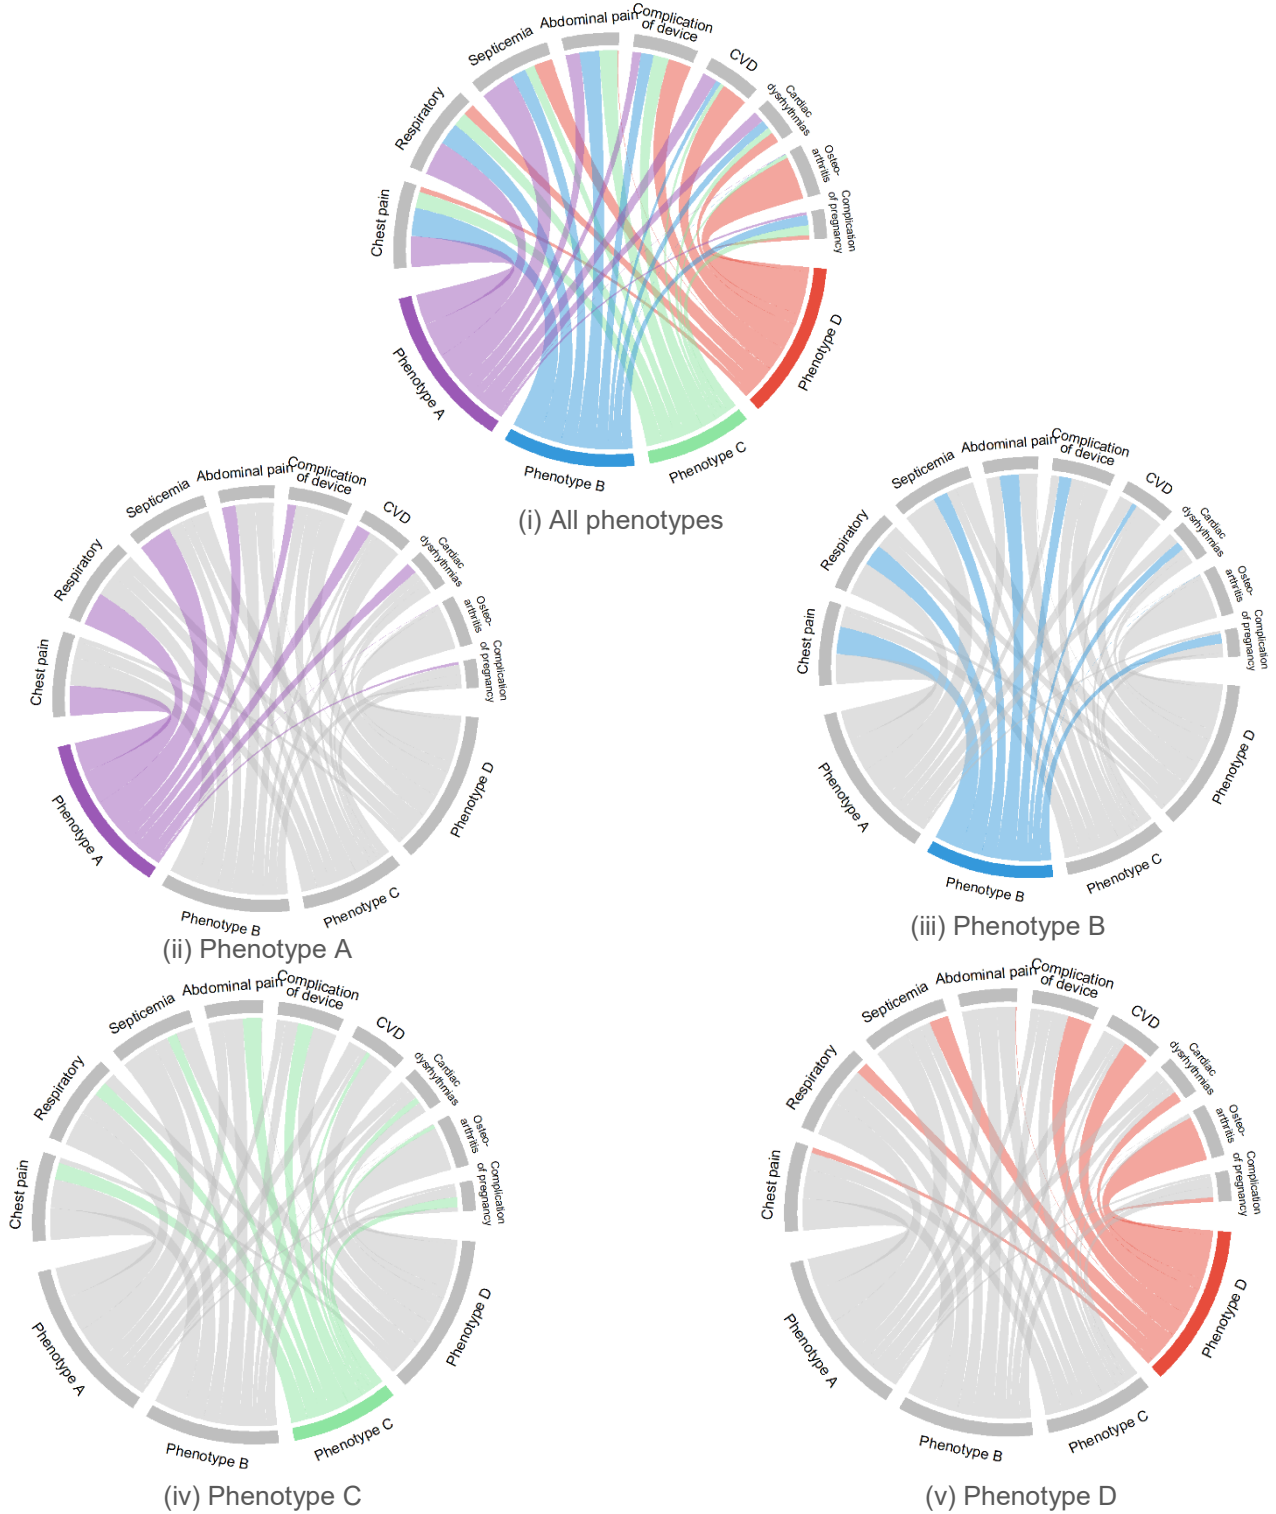 Abdominal pain
Complication
of device
Septicemia
CVD
Cardiac
dysrhythmias
Respiratory
Osteo-
arthritis
Chest pain
Complication
of pregnancy
Phenotype A
Phenotype D
Phenotype B
Phenotype C
(i) All phenotypes
Abdominal pain
Complication
of device
Septicemia
CVD
Cardiac
dysrhythmias
Respiratory
Osteo-
arthritis
Chest pain
Complication
of pregnancy
Phenotype A
Phenotype D
Phenotype B
Phenotype C
(ii) Phenotype A
Abdominal pain
Complication
of device
Septicemia
CVD
Cardiac
dysrhythmias
Respiratory
Osteo-
arthritis
Chest pain
Complication
of pregnancy
Phenotype A
Phenotype D
Phenotype B
Phenotype C
(iii) Phenotype B
Abdominal pain
Complication
of device
Septicemia
CVD
Cardiac
dysrhythmias
Respiratory
Osteo-
arthritis
Chest pain
Complication
of pregnancy
Phenotype A
Phenotype D
Phenotype B
Phenotype C
(iv) Phenotype C
Abdominal pain
Complication
of device
Septicemia
CVD
Cardiac
dysrhythmias
Respiratory
Osteo-
arthritis
Chest pain
Complication
of pregnancy
Phenotype A
Phenotype D
Phenotype B
Phenotype C
(v) Phenotype D